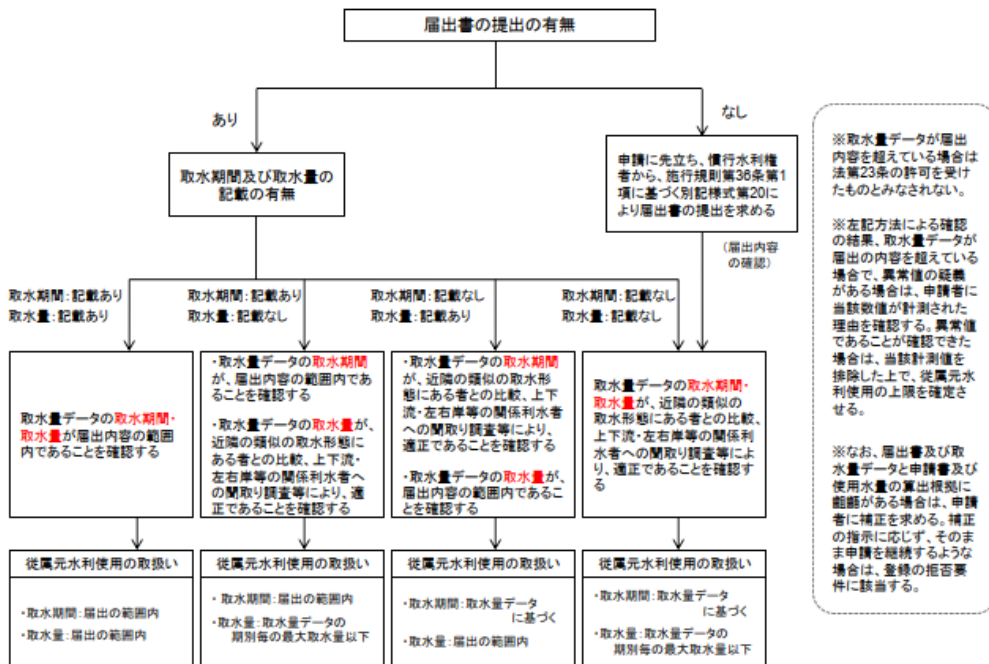 届出書の提出の有無
あり
なし
取水期間及び取水量の
記載の有無
申請に先立ち、慣行水利権
者から、施行規則第36条第1
項に基づく別記様式第20に
より届出書の提出を求める
(届出内容
の確認)
取水期間:記載あり
取水量:記載あり
取水期間:記載あり
取水量:記載なし
取水期間:記載なし
取水量:記載あり
取水期間:記載なし
取水量:記載なし
取水量データの取水期間・
取水量が届出内容の範囲
内であることを確認する
・取水量データの取水期間
が、届出内容の範囲内であ
ることを確認する
・取水量データの取水量が、
近隣の類似の取水形態に
ある者との比較、上下流・
左右岸等の関係利水者へ
の聞取り調査等により、適
正であることを確認する
・取水量データの取水期間
が、近隣の類似の取水形
態にある者との比較、上下
流・左右岸等の関係利水者
への聞取り調査等により、
適正であることを確認する
・取水量データの取水量が、
届出内容の範囲内であるこ
とを確認する
取水量データの取水期間・
取水量が、近隣の類似の
取水形態にある者との比較、
上下流・左右岸等の関係利
水者への聞取り調査等によ
り、適正であることを確認す
る
従属元水利使用の取扱い
・取水期間:届出の範囲内
・取水量:届出の範囲内
従属元水利使用の取扱い
・取水期間:届出の範囲内
・取水量:取水量データの
期別毎の最大取水量以下
従属元水利使用の取扱い
・取水期間:取水量データ
に基づく
・取水量:届出の範囲内
従属元水利使用の取扱い
・取水期間:取水量データ
に基づく
・取水量:取水量データの
期別毎の最大取水量以下
※取水量データが届出
内容を超えている場合は
法第23条の許可を受け
たものとみなされない。
※左記方法による確認
の結果、取水量データが
届出の内容を超えている
場合で、異常値の疑義
がある場合は、申請者に
当該数値が計測された
理由を確認する。異常値
であることが確認できた
場合は、当該計測値を
排除した上で、従属元水
利使用の上限を確定さ
せる。
※なお、届出書及び取
水量データと申請書及び
使用水量の算出根拠に
齟齬がある場合は、申請
者に補正を求める。補正
の指示に応じず、そのま
ま申請を継続するような
場合は、登録の拒否要
件に該当する。